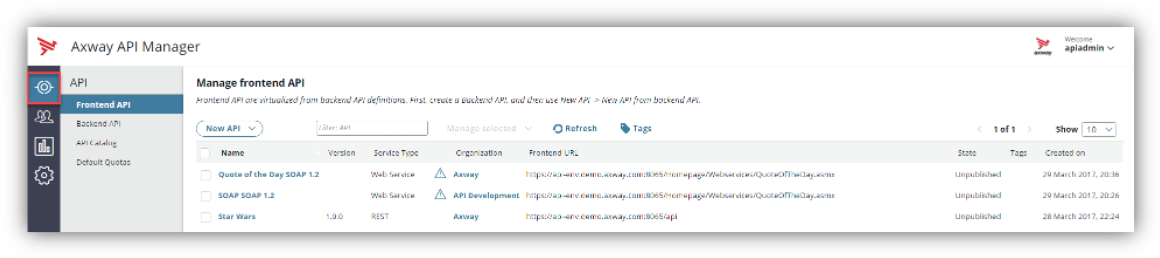 Axway API Manager
Welcome
apiadmin
axway
API
Frontend API
Backend API
API Catalog
Default Quotas
Manage frontend API
Frontend API are virtualized from backend API definitions. First, create a Backend API, and then use New API -> New API from backend API.
New API Filter API Manage selected Refresh Tags 1 of 1 Show 10
Name Version Service Type Organization Frontend URL State Tags Created on
Quote of the Day SOAP 1.2 Web Service Axway https://api-env.demo.axway.com:8065/Homepage/Webservices/QuoteOfTheDay.asmx Unpublished 29 March 2017, 20:36
SOAP SOAP 1.2 Web Service API Development https://api-env.demo.axway.com:8065/Homepage/Webservices/QuoteOfTheDay.asmx Unpublished 29 March 2017, 20:26
Star Wars 1.0.0 REST Axway https://api-env.demo.axway.com:8065/api Unpublished 28 March 2017, 22:24